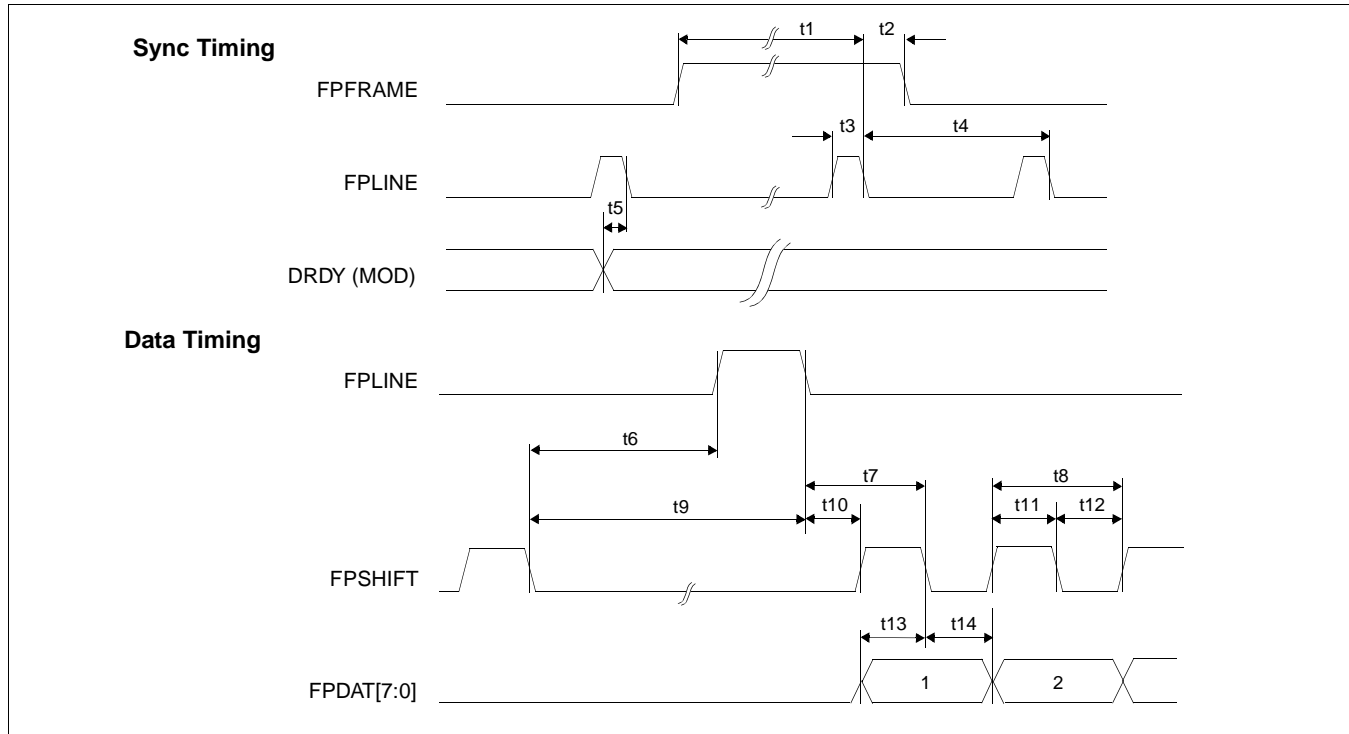 t1 t2
Sync Timing
FPFRAME
t3 t4
FPLINE
t5
DRDY (MOD)
Data Timing
FPLINE
t6
t7 t8
t9 t10 t11 t12
FPSHIFT
t13 t14
FPDAT[7:0] 1 2